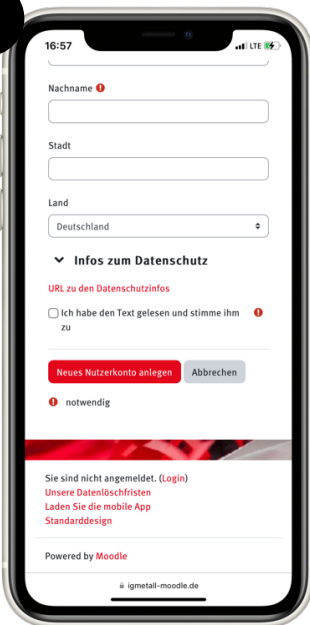 16:57
LTE
Nachname
Stadt
Land
Deutschland
Infos zum Datenschutz
URL zu den Datenschutzinfos
Ich habe den Text gelesen und stimme ihm
zu
Neues Nutzerkonto anlegen Abbrechen
notwendig
Sie sind nicht angemeldet. (Login)
Unsere Datenlöschfristen
Laden Sie die mobile App
Standarddesign
Powered by Moodle
igmetall-moodle.de